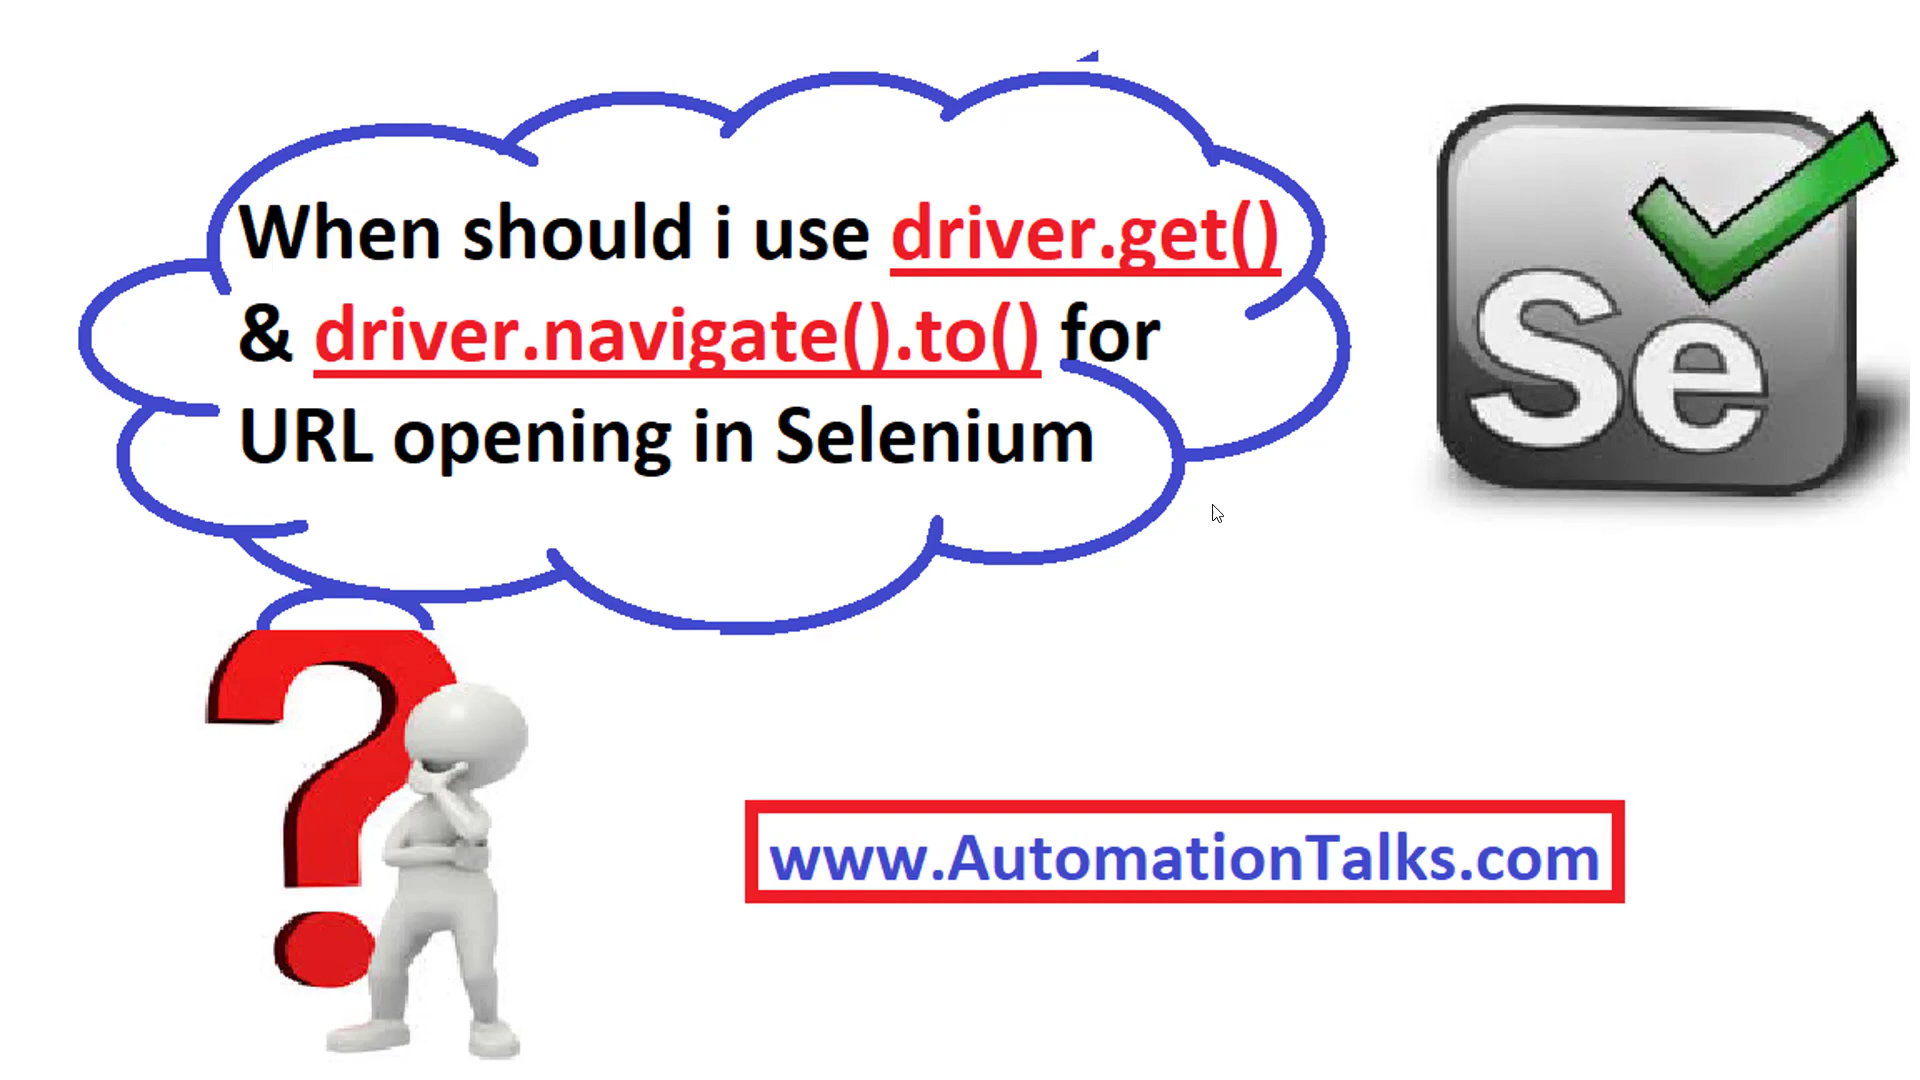 When should i use driver.get()
& driver.navigate().to() for
URL opening in Selenium
Se
www.AutomationTalks.com